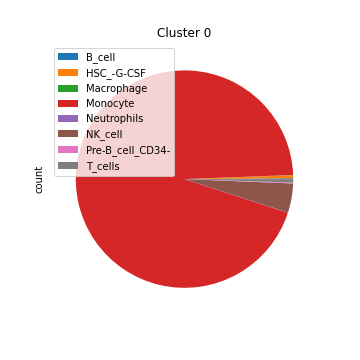 Cluster 0
B_cell
HSC_-G-CSF
Macrophage
Monocyte
Neutrophils
NK_cell
Pre-B_cell_CD34-
T_cells
count